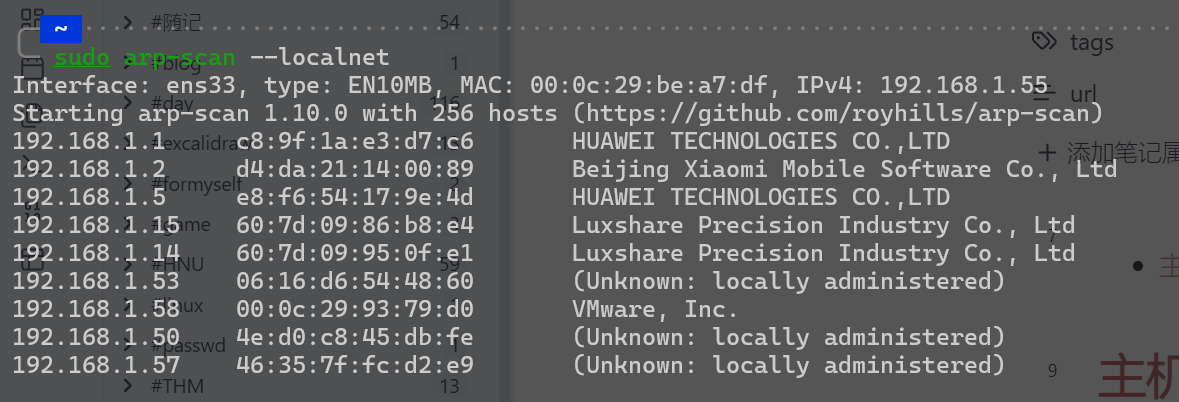 ~
sudo arp-scan --localnet
Interface: ens33, type: EN10MB, MAC: 00:0c:29:be:a7:df, IPv4: 192.168.1.55
Starting arp-scan 1.10.0 with 256 hosts (https://github.com/royhills/arp-scan)
192.168.1.1 c8:9f:1a:e3:d7:c6 HUAWEI TECHNOLOGIES CO.,LTD
192.168.1.2 d4:da:21:14:00:89 Beijing Xiaomi Mobile Software Co., Ltd
192.168.1.5 e8:f6:54:17:9e:4d HUAWEI TECHNOLOGIES CO.,LTD
192.168.1.15 60:7d:09:86:b8:e4 Luxshare Precision Industry Co., Ltd
192.168.1.14 60:7d:09:95:0f:e1 Luxshare Precision Industry Co., Ltd
192.168.1.53 06:16:d6:54:48:60 (Unknown: locally administered)
192.168.1.58 00:0c:29:93:79:d0 VMware, Inc.
192.168.1.50 4e:d0:c8:45:db:fe (Unknown: locally administered)
192.168.1.57 46:35:7f:fc:d2:e9 (Unknown: locally administered)
#随记 54
#blog 1
#day 116
#excalidraw
#formyself 2
#game
#HNU 59
#linux
#passwd 1
#THM 13
tags
url
添加笔记属
7
主
9
主机